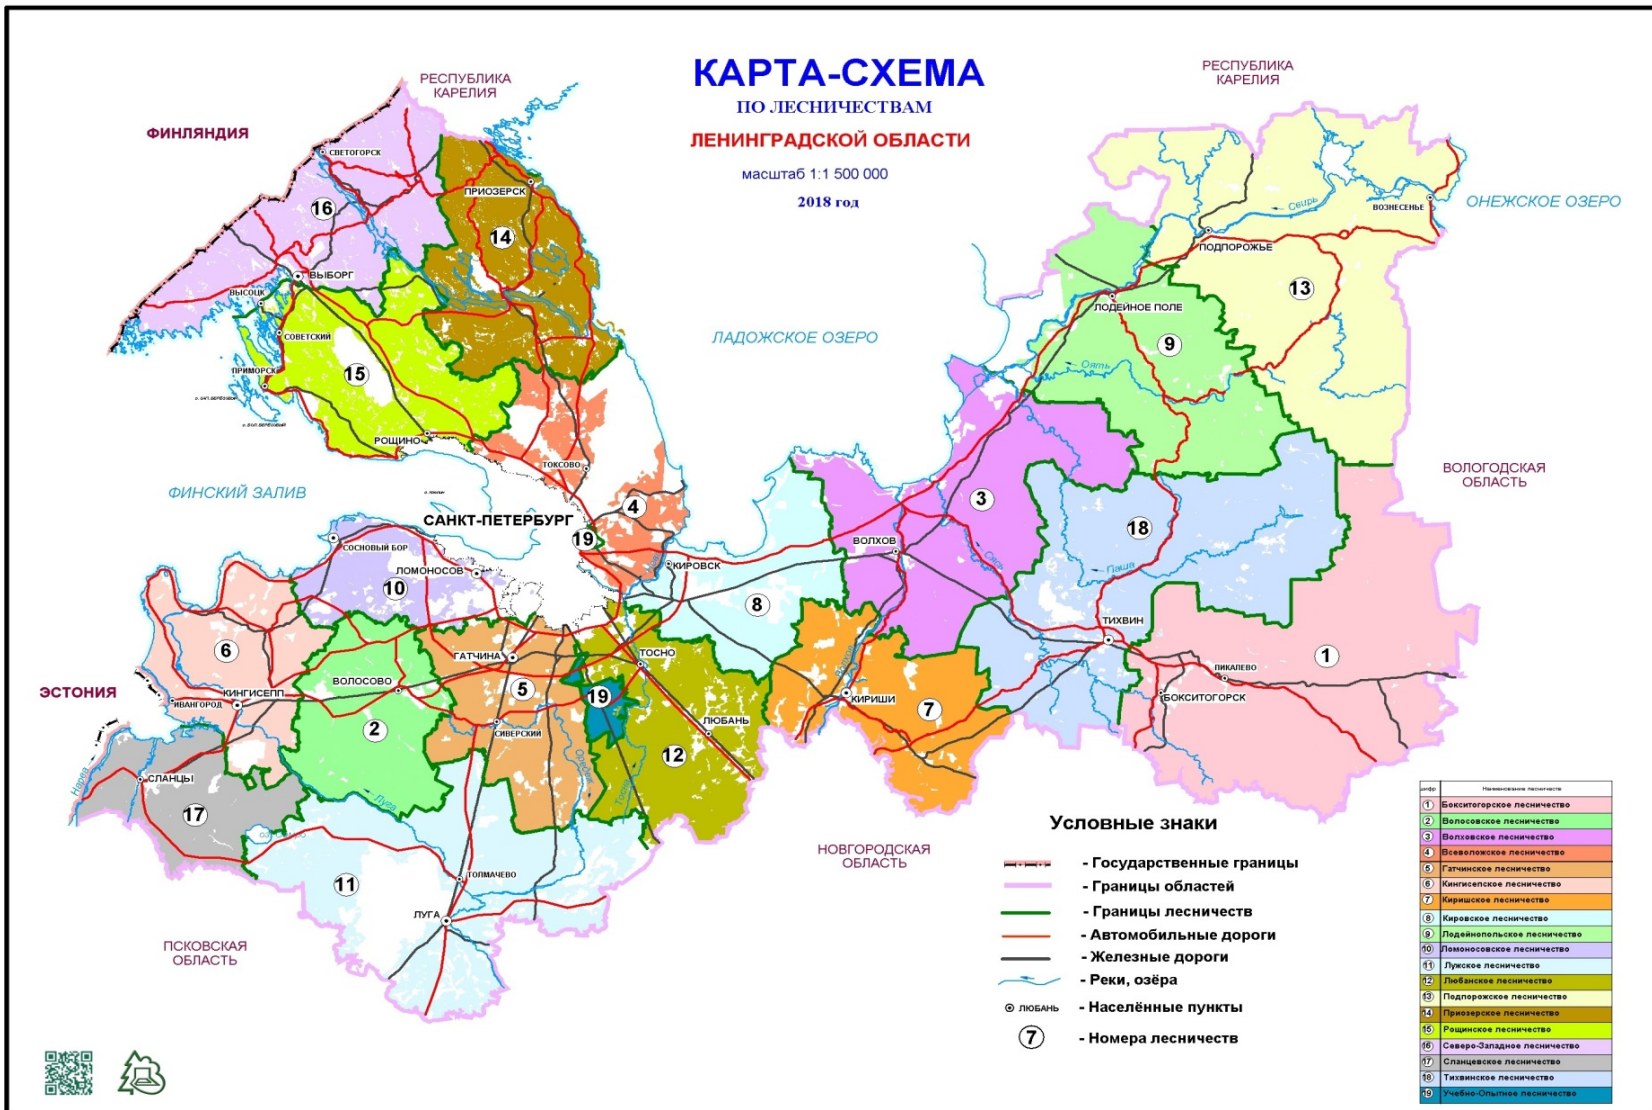 КАРТА-СХЕМА
ПО ЛЕСНИЧЕСТВАМ
ЛЕНИНГРАДСКОЙ ОБЛАСТИ
масштаб 1:1 500 000
2018 год
РЕСПУБЛИКА
КАРЕЛИЯ
РЕСПУБЛИКА
КАРЕЛИЯ
ФИНЛЯНДИЯ
СВЕТОГОРСК
ПРИОЗЕРСК
16
14
ВЫБОРГ
ВЫСОЦК
СОВЕТСКИЙ
ПРИМОРСК
15
РОЩИНО
ТОКСОВО
ЛАДОЖСКОЕ ОЗЕРО
ОНЕЖСКОЕ ОЗЕРО
ВОЗНЕСЕНЬЕ
Свирь
ПОДПОРОЖЬЕ
13
ЛОДЕЙНОЕ ПОЛЕ
9
Оять
ВОЛОГОДСКАЯ
ОБЛАСТЬ
ФИНСКИЙ ЗАЛИВ
САНКТ-ПЕТЕРБУРГ
4
19
3
18
СОСНОВЫЙ БОР
ЛОМОНОСОВ
10
КИРОВСК
ВОЛХОВ
Сясь
Паша
8
6
ГАТЧИНА
ТОСНО
ТИХВИН
1
ПИКАЛЕВО
БОКСИТОГОРСК
ЭСТОНИЯ
ИВАНГОРОД
КИНГИСЕПП
ВОЛОСОВО
5
19
КИРИШИ
7
2
СИВЕРСКИЙ
ЛЮБАНЬ
12
Нарва
СЛАНЦЫ
17
Луга
Оредеж
Тосна
11
ТОЛМАЧЕВО
ЛУГА
ПСКОВСКАЯ
ОБЛАСТЬ
НОВГОРОДСКАЯ
ОБЛАСТЬ
Условные знаки
- Государственные границы
- Границы областей
- Границы лесничеств
- Автомобильные дороги
- Железные дороги
- Реки, озёра
ЛЮБАНЬ - Населённые пункты
7 - Номера лесничеств
шифр Наименование лесничеств
1 Бокситогорское лесничество
2 Волосовское лесничество
3 Волховское лесничество
4 Всеволожское лесничество
5 Гатчинское лесничество
6 Кингисепское лесничество
7 Киришское лесничество
8 Кировское лесничество
9 Лодейнопольское лесничество
10 Ломоносовское лесничество
11 Лужское лесничество
12 Любанское лесничество
13 Подпорожское лесничество
14 Приозерское лесничество
15 Рощинское лесничество
16 Северо-Западное лесничество
17 Сланцевское лесничество
18 Тихвинское лесничество
19 Учебно-Опытное лесничество